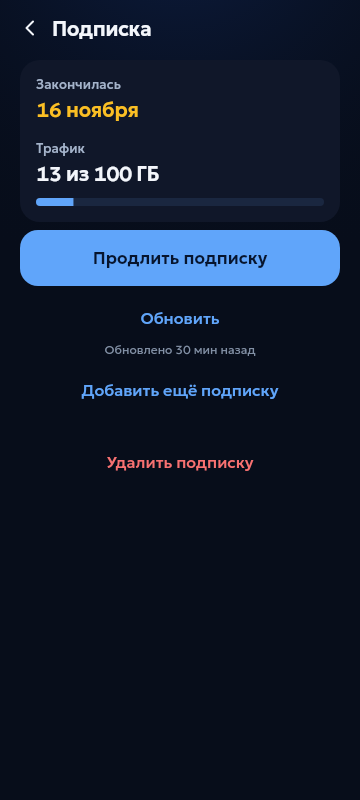 Подписка
Закончилась
16 ноября
Трафик
13 из 100 ГБ
Продлить подписку
Обновить
Обновлено 30 мин назад
Добавить ещё подписку
Удалить подписку